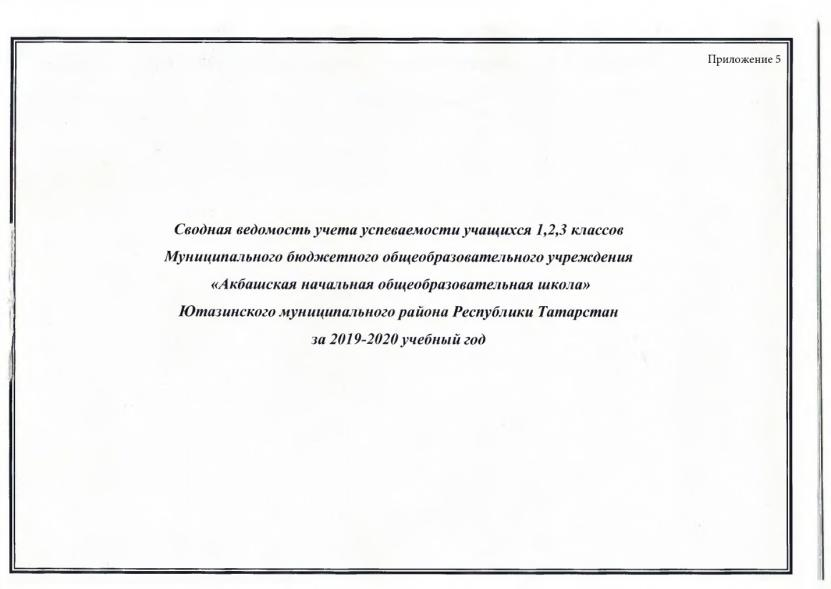 Приложение 5
Сводная ведомость учета успеваемости учащихся 1,2,3 классов
Муниципального бюджетного общеобразовательного учреждения
«Акбашская начальная общеобразовательная школа»
Ютазинского муниципального района Республики Татарстан
за 2019-2020 учебный год